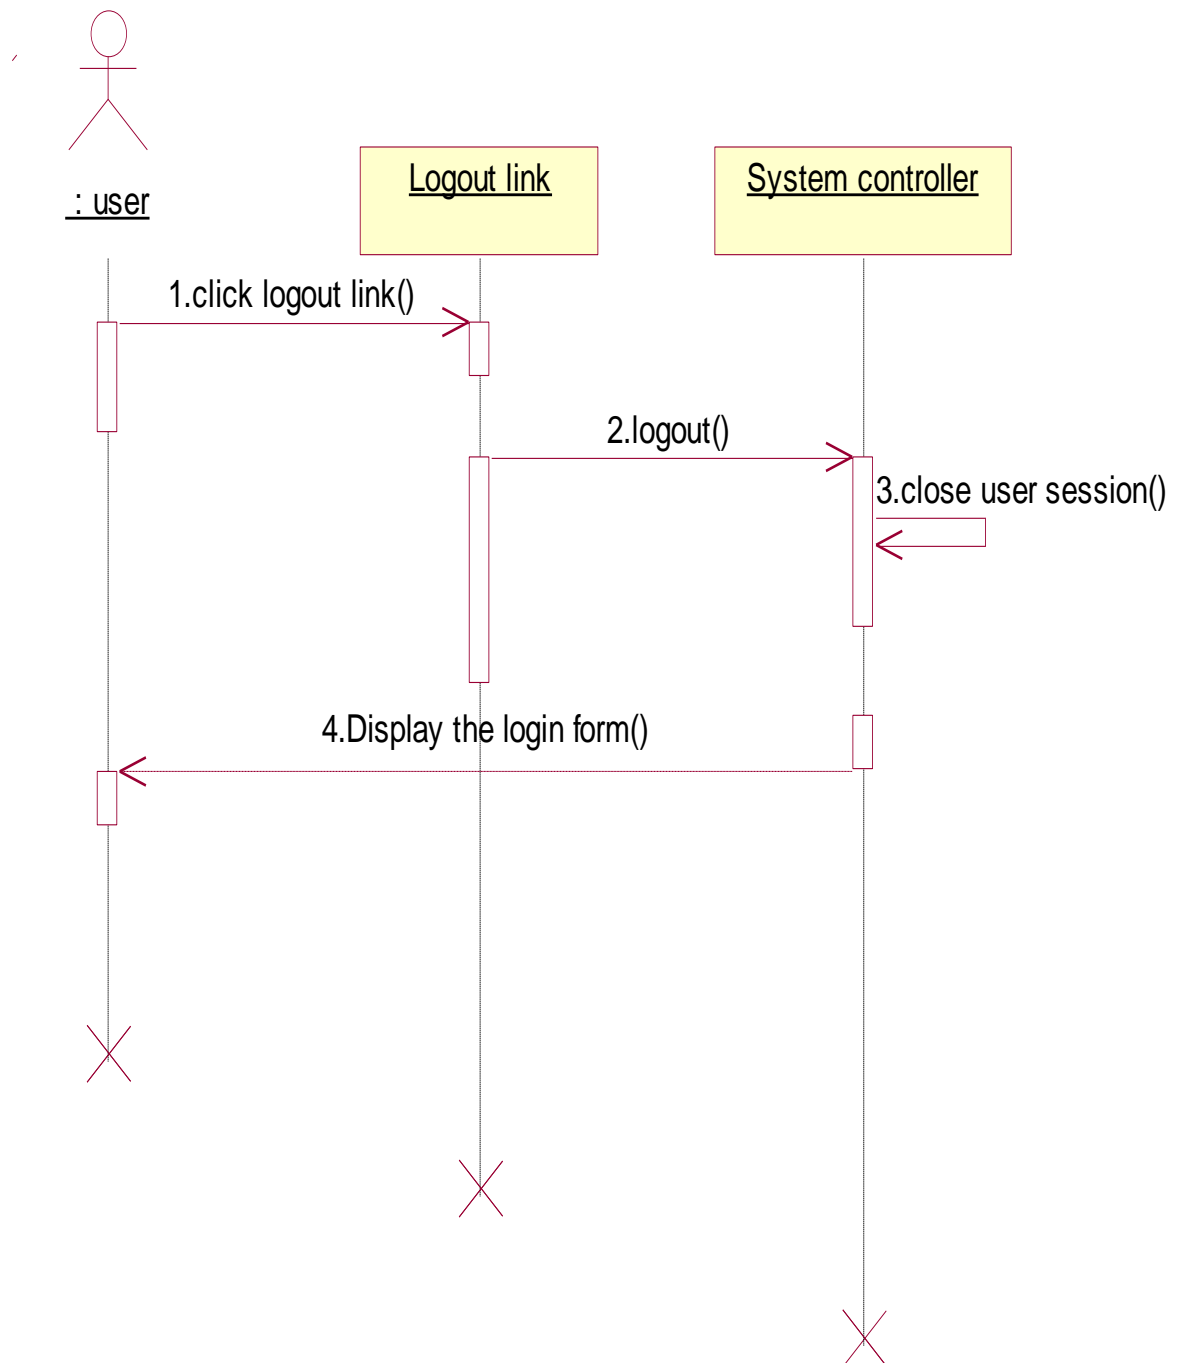 : user
Logout link
System controller
1.click logout link()
2.logout()
3.close user session()
4.Display the login form()